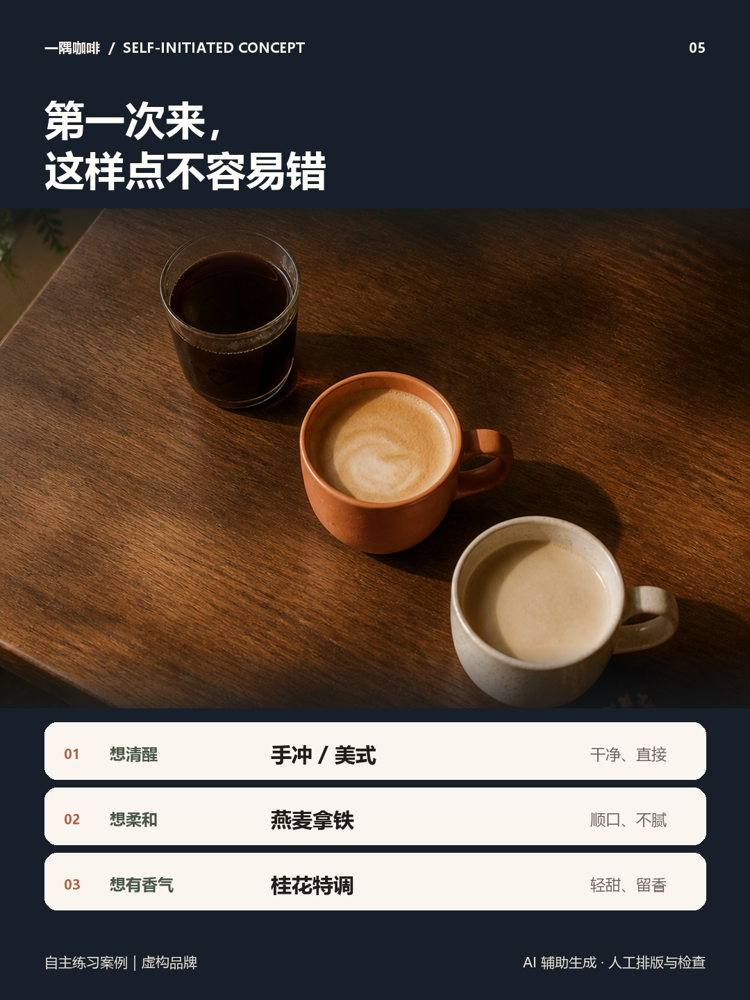 一隅咖啡 / SELF-INITIATED CONCEPT
05
第一次来，
这样点不容易错
01 想清醒 手冲 / 美式 干净、直接
02 想柔和 燕麦拿铁 顺口、不腻
03 想有香气 桂花特调 轻甜、留香
自主练习案例｜虚构品牌
AI 辅助生成 · 人工排版与检查